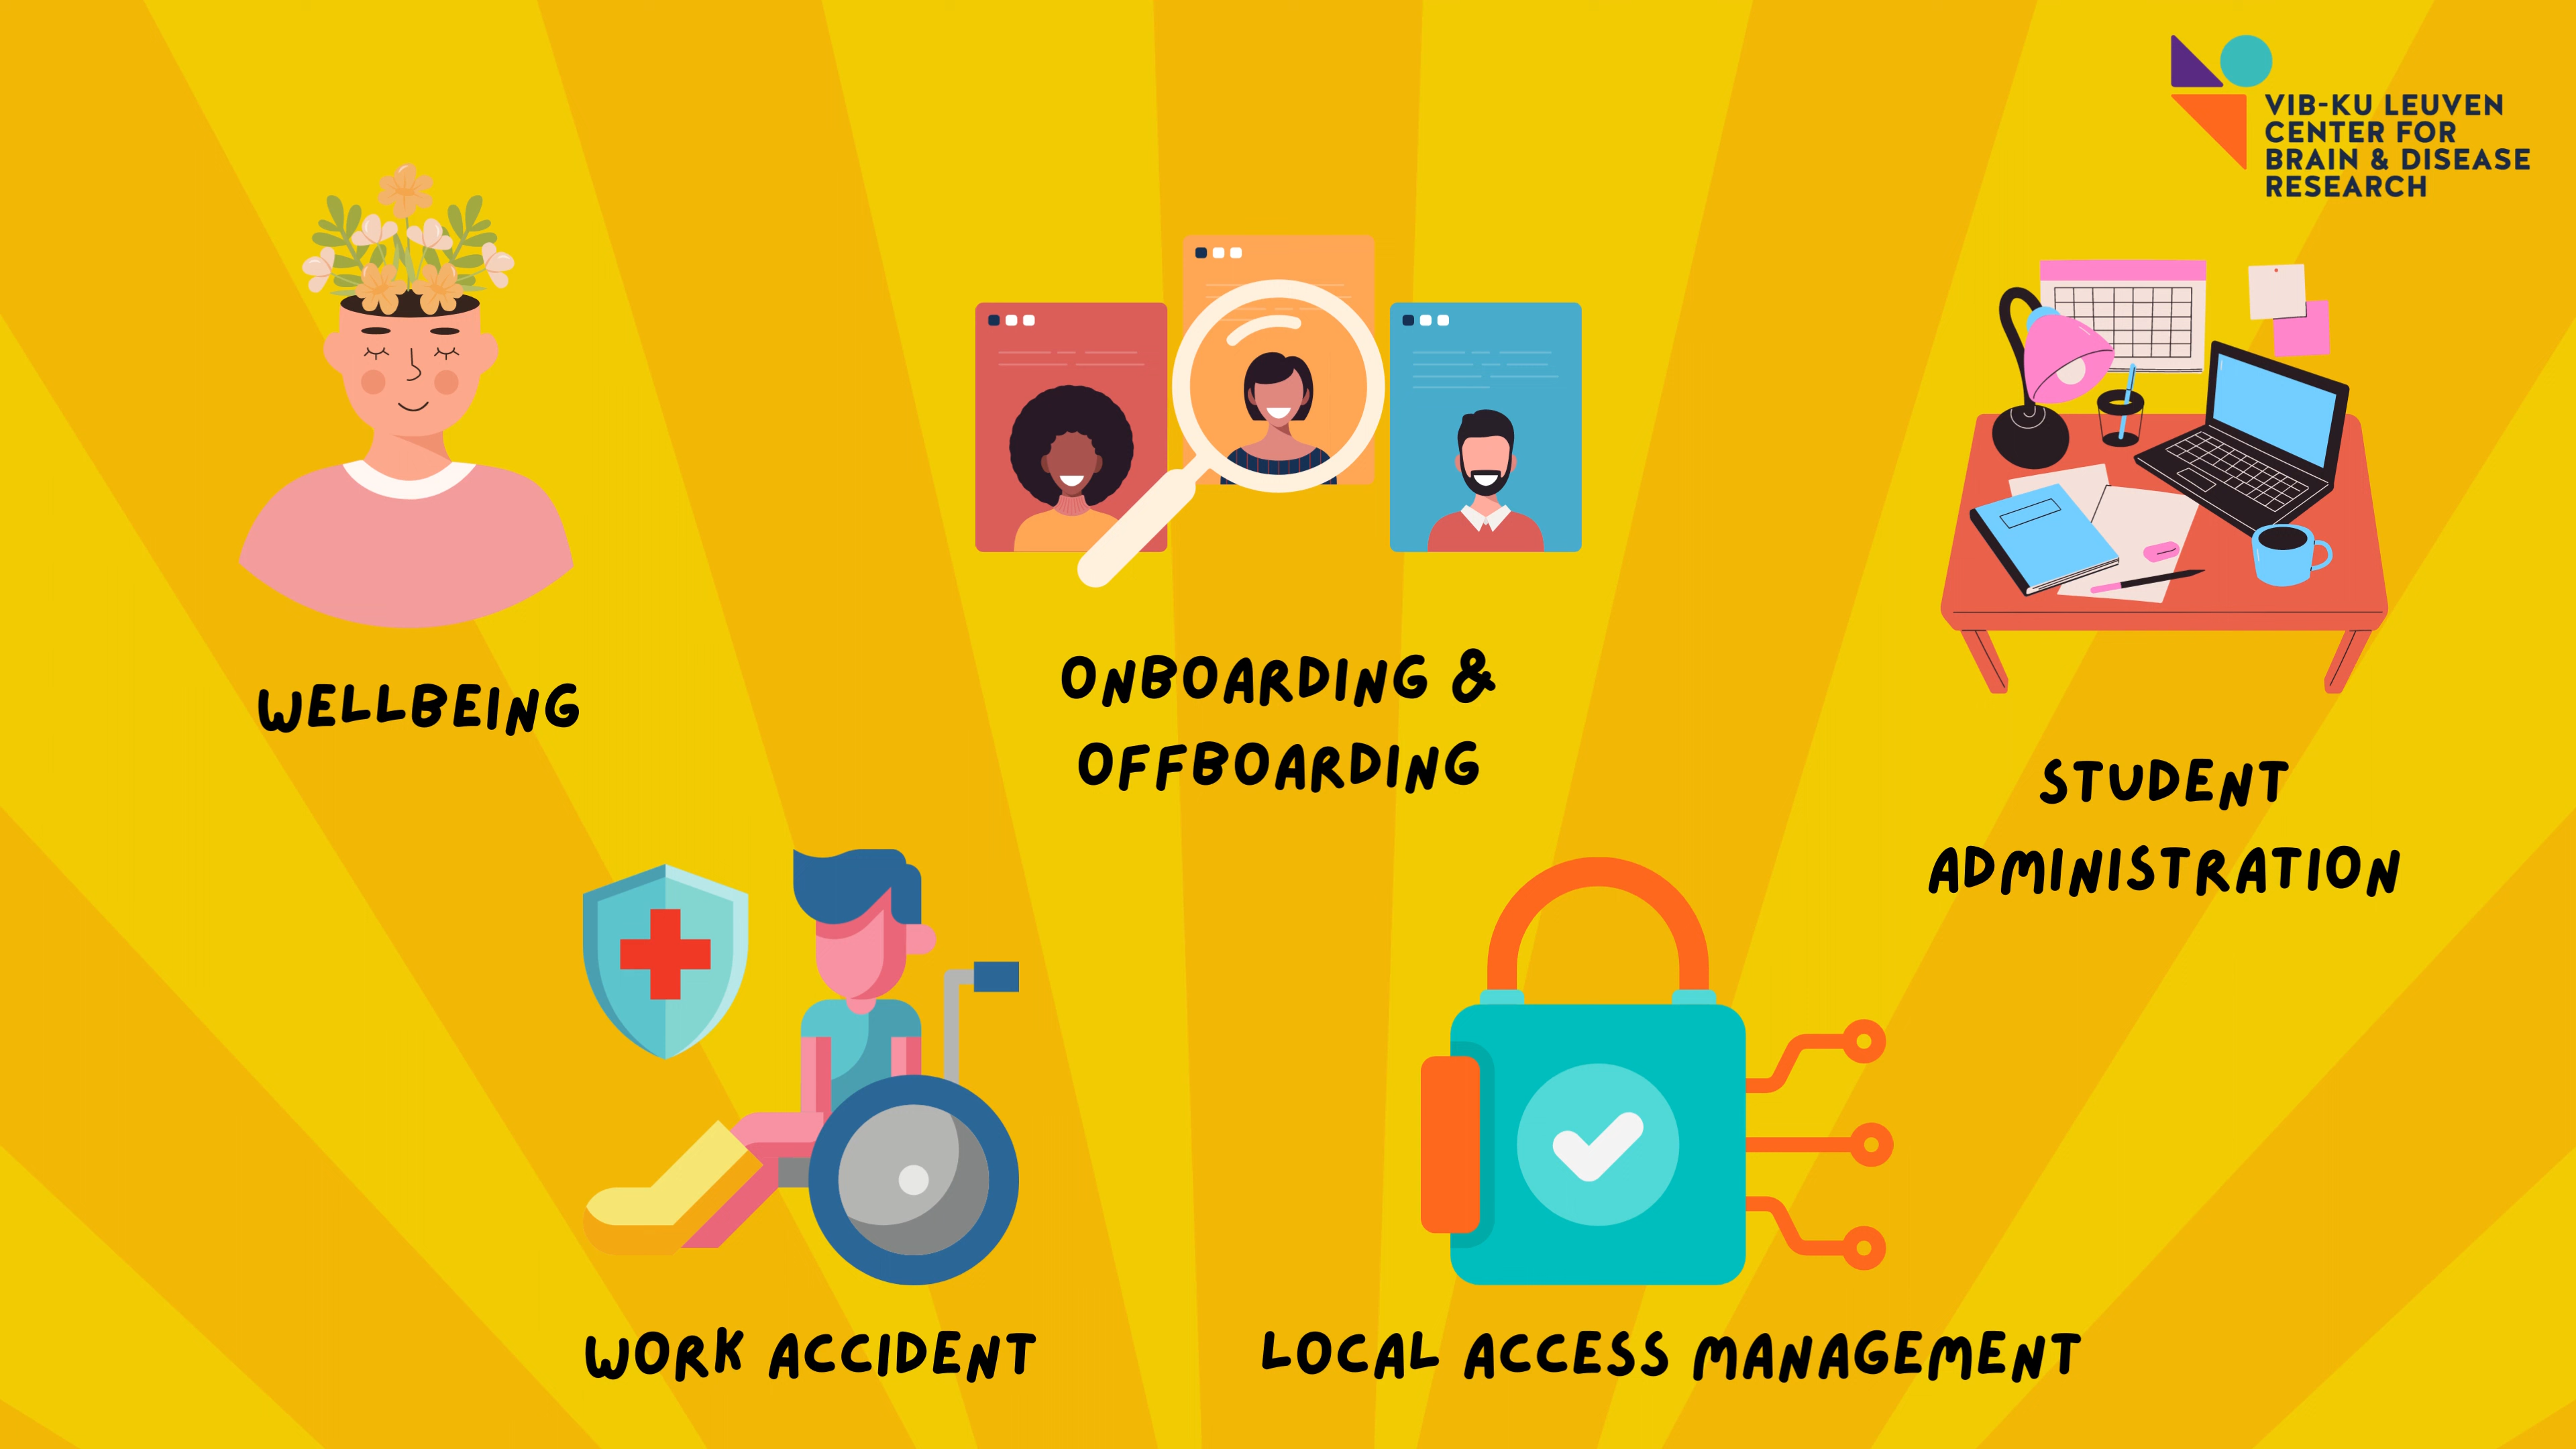 VIB-KU LEUVEN
CENTER FOR
BRAIN & DISEASE
RESEARCH
WELLBEING
ONBOARDING &
OFFBOARDING
STUDENT
ADMINISTRATION
WORK ACCIDENT
LOCAL ACCESS MANAGEMENT